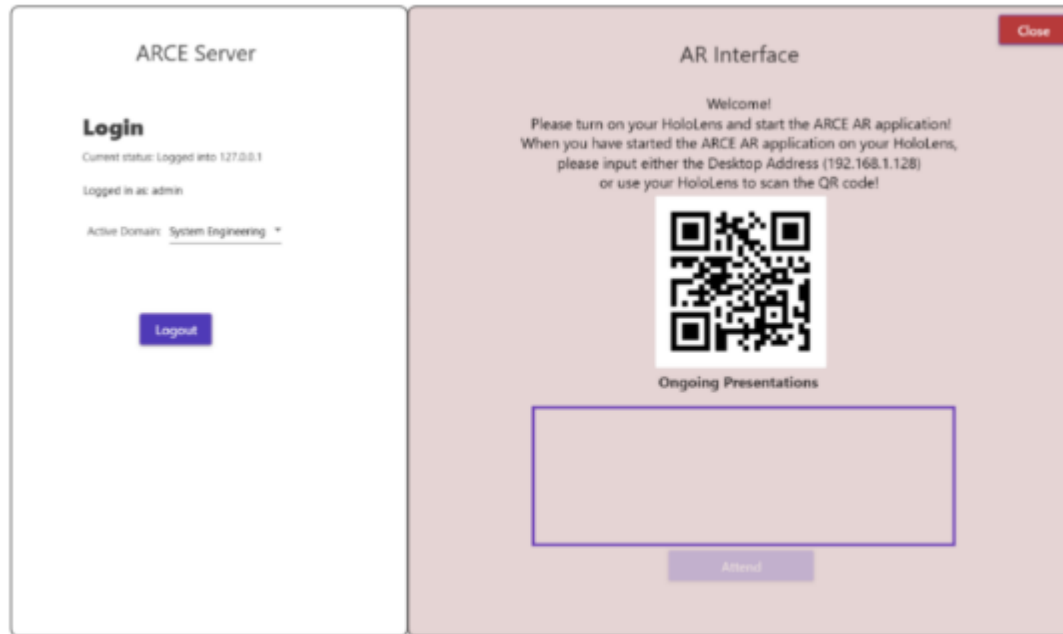 ARCE Server
Login
Current status: Logged into 127.0.0.1
Logged in as: admin
Active Domain: System Engineering
Logout
Close
AR Interface
Welcome!
Please turn on your HoloLens and start the ARCE AR application!
When you have started the ARCE AR application on your HoloLens,
please input either the Desktop Address (192.168.1.128)
or use your HoloLens to scan the QR code!
Ongoing Presentations
Attend